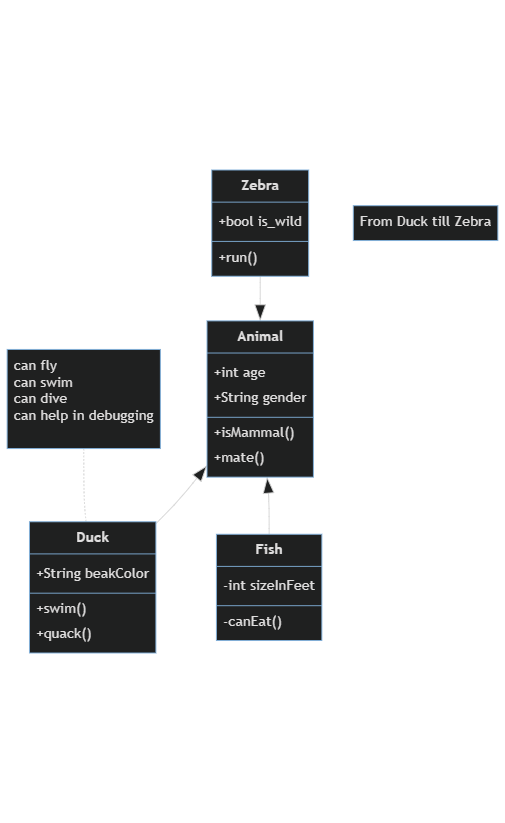 Zebra
+bool is_wild
+run()
From Duck till Zebra
Animal
+int age
+String gender
+isMammal()
+mate()
can fly
can swim
can dive
can help in debugging
Duck
+String beakColor
+swim()
+quack()
Fish
-int sizeInFeet
-canEat()